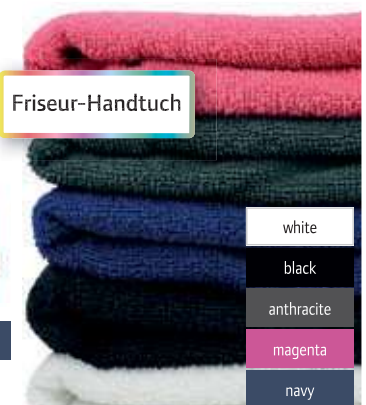 Friseur-Handtuch
white
black
anthracite
magenta
navy